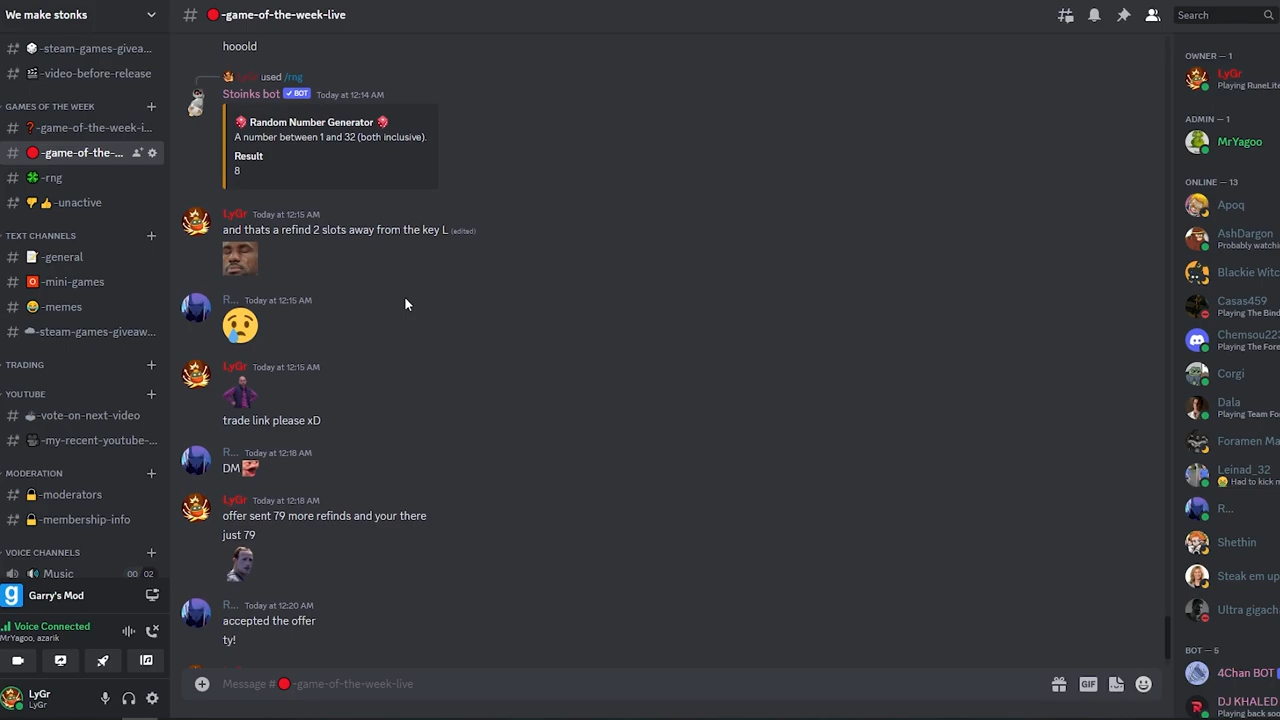 We make stonks
-steam-games-givea...
-video-before-release
GAMES OF THE WEEK
-game-of-the-week-i...
-game-of-the-...
-rng
-unactive
TEXT CHANNELS
-general
-mini-games
-memes
-steam-games-giveaw...
TRADING
YOUTUBE
-vote-on-next-video
-my-recent-youtube-...
MODERATION
-moderators
-membership-info
VOICE CHANNELS
Music 00 02
Garry's Mod
Voice Connected
MrYagoo, azarik
LyGr
LyGr
-game-of-the-week-live
hooold
LyGr used /rng
Stoinks bot BOT Today at 12:14 AM
Random Number Generator
A number between 1 and 32 (both inclusive).
Result
8
LyGr Today at 12:15 AM
and thats a refind 2 slots away from the key L (edited)
R... Today at 12:15 AM
LyGr Today at 12:15 AM
trade link please xD
R... Today at 12:18 AM
DM
LyGr Today at 12:18 AM
offer sent 79 more refinds and your there
just 79
R... Today at 12:20 AM
accepted the offer
ty!
Message # -game-of-the-week-live
GIF
Search
OWNER — 1
LyGr
Playing RuneLite
ADMIN — 1
MrYagoo
ONLINE — 13
Apoq
AshDargon
Probably watchin
Blackie Witc
Casas459
Playing The Bind
Chemsou223
Playing The Fore
Corgi
Dala
Playing Team Fo
Foramen Ma
Leinad_32
Had to kick
R...
Shethin
Steak em up
Ultra gigach
BOT — 5
4Chan BOT
DJ KHALED
Playing back soo